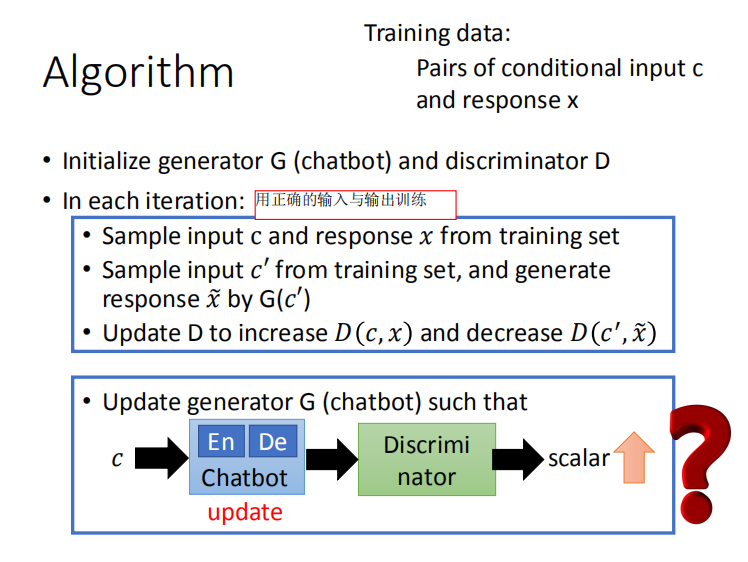 Training data:
Pairs of conditional input c
and response x
Algorithm
• Initialize generator G (chatbot) and discriminator D
• In each iteration:
用正确的输入与输出训练
• Sample input c and response 𝑥 from training set
• Sample input 𝑐′ from training set, and generate
response 𝑥̃ by G(𝑐′)
• Update D to increase 𝐷(𝑐, 𝑥) and decrease 𝐷(𝑐′, 𝑥̃)
• Update generator G (chatbot) such that
En De
Chatbot
update
𝑐
Discrimi
nator
scalar
?